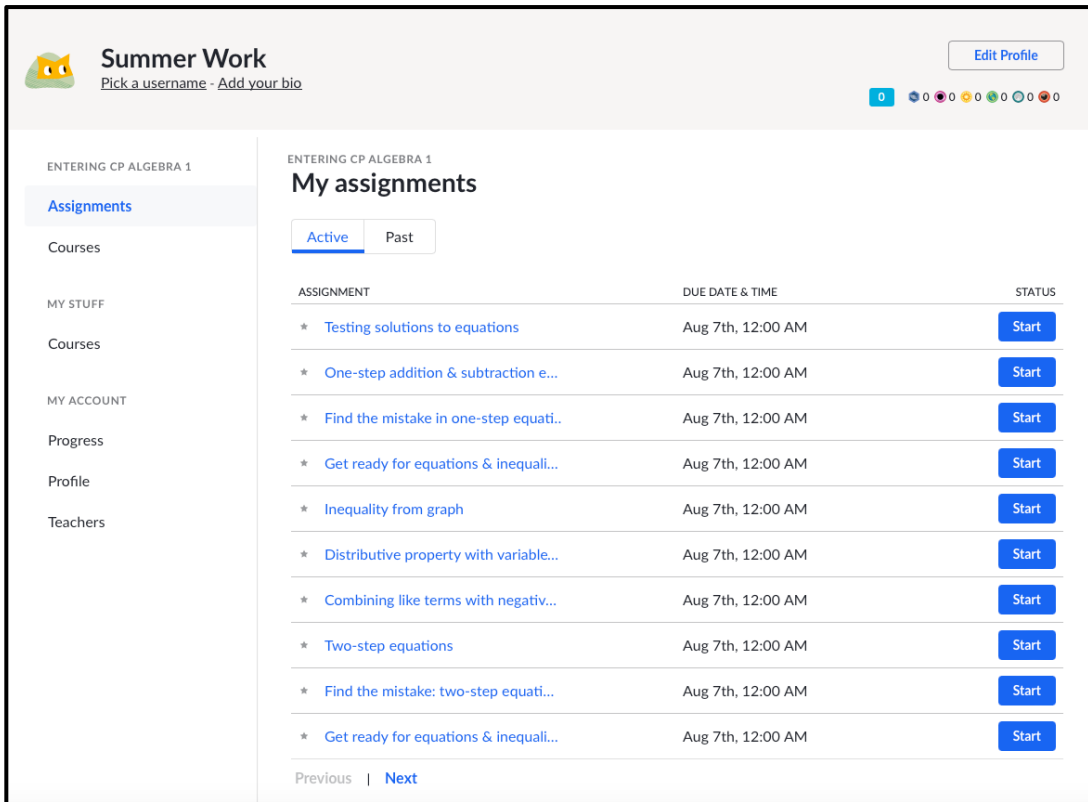 Summer Work
Edit Profile
Pick a username - Add your bio
0 0 0 0 0 0 0
ENTERING CP ALGEBRA 1
Assignments
Courses
MY STUFF
Courses
MY ACCOUNT
Progress
Profile
Teachers
ENTERING CP ALGEBRA 1
My assignments
Active Past
ASSIGNMENT DUE DATE & TIME STATUS
Testing solutions to equations Aug 7th, 12:00 AM Start
One-step addition & subtraction e... Aug 7th, 12:00 AM Start
Find the mistake in one-step equati.. Aug 7th, 12:00 AM Start
Get ready for equations & inequali... Aug 7th, 12:00 AM Start
Inequality from graph Aug 7th, 12:00 AM Start
Distributive property with variable... Aug 7th, 12:00 AM Start
Combining like terms with negativ... Aug 7th, 12:00 AM Start
Two-step equations Aug 7th, 12:00 AM Start
Find the mistake: two-step equati... Aug 7th, 12:00 AM Start
Get ready for equations & inequali... Aug 7th, 12:00 AM Start
Previous | Next